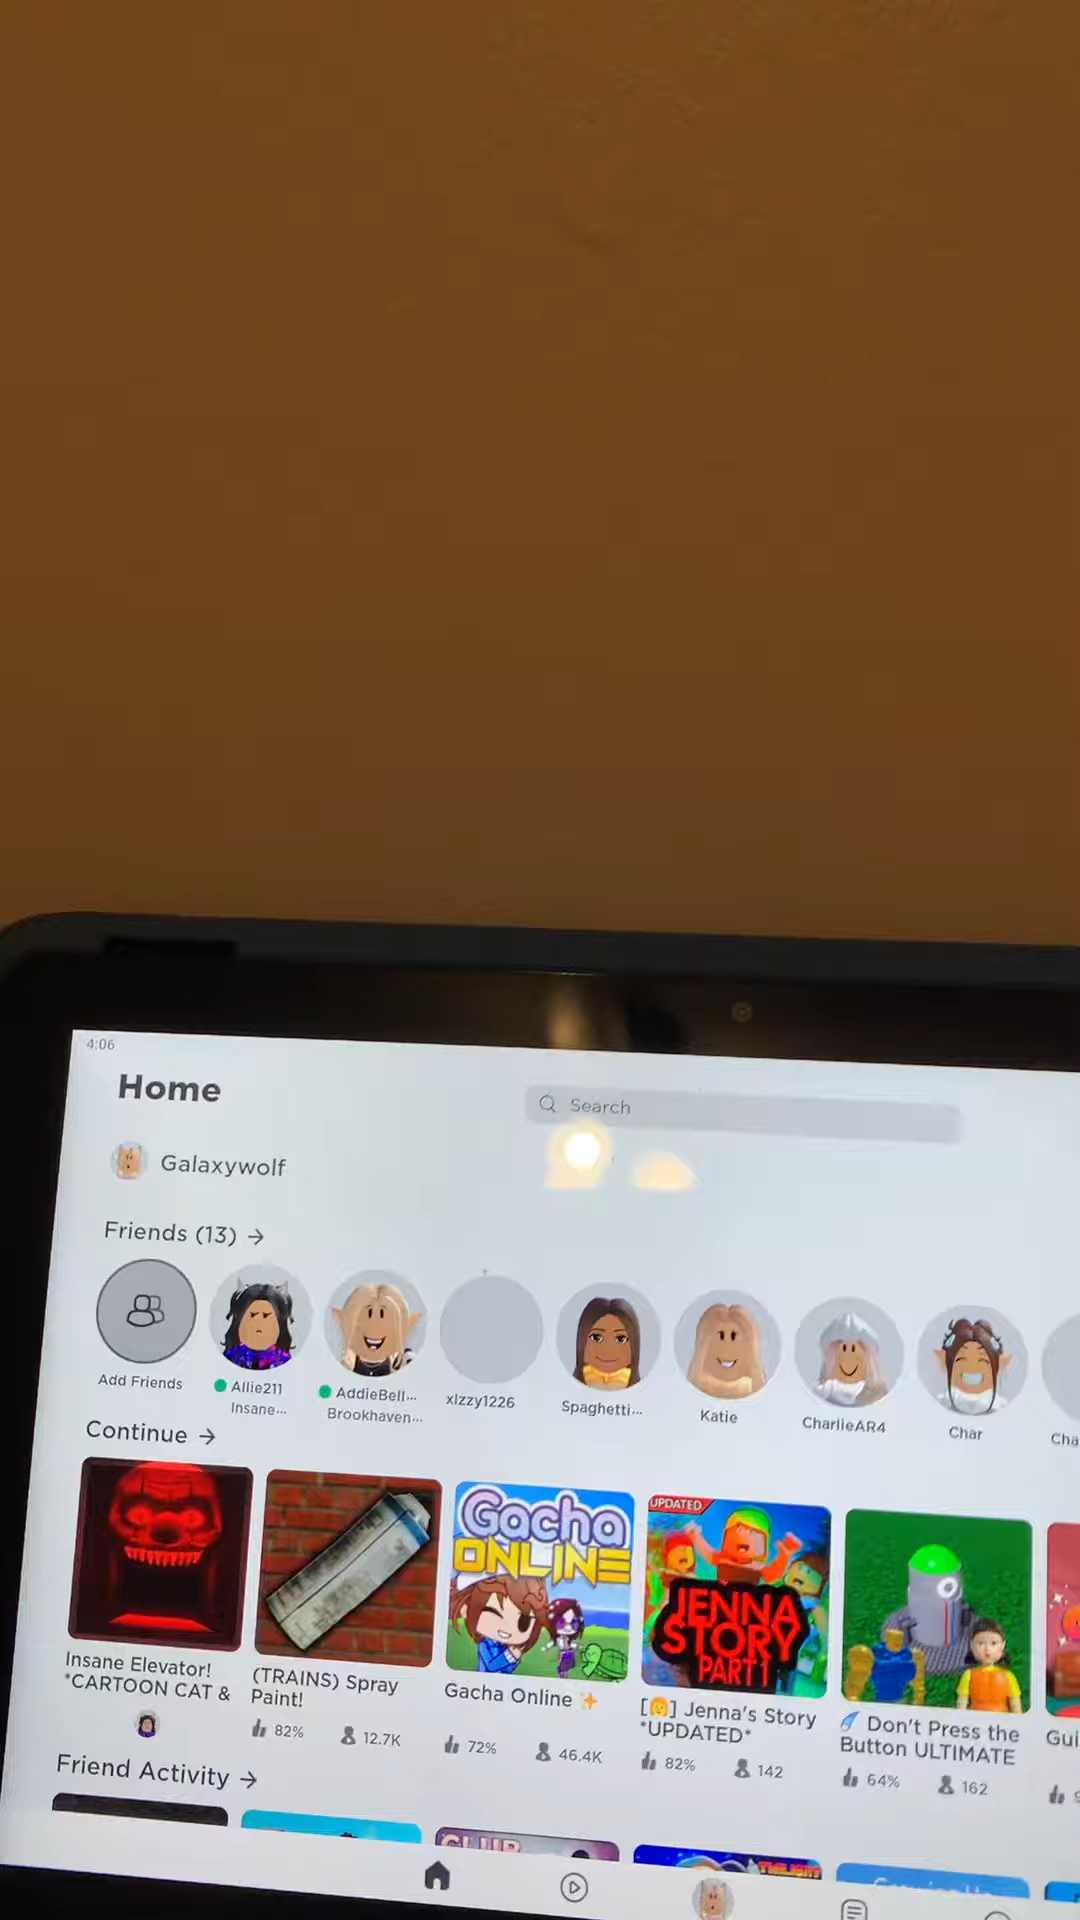 4:06
Home
Search
Galaxywolf
Friends (13) →
Add Friends
Allie211
Insane...
AddieBell...
Brookhaven...
xlzzy1226
Spaghetti...
Katie
CharlieAR4
Char
Cha
Continue →
Gacha
ONLINE
UPDATED
JENNA
STORY
PART 1
Insane Elevator!
*CARTOON CAT &
(TRAINS) Spray
Paint!
82%
12.7K
Gacha Online ✨
72%
46.4K
[👩] Jenna's Story
*UPDATED*
82%
142
Don't Press the
Button ULTIMATE
64%
162
Gui
Friend Activity →
CLUB